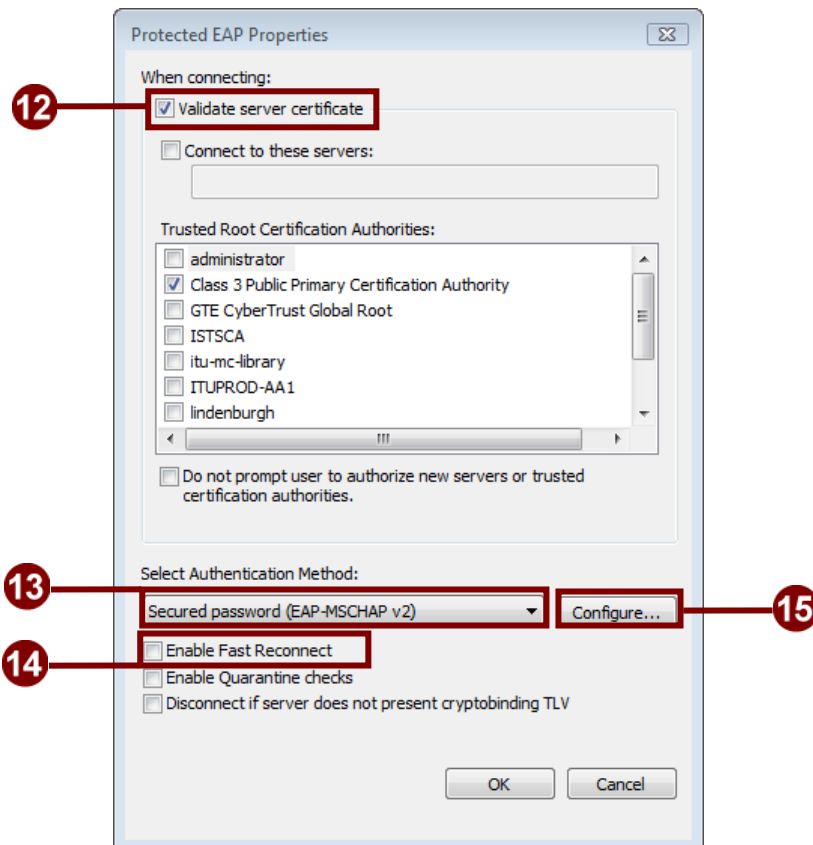 Protected EAP Properties
When connecting:
12
Validate server certificate
Connect to these servers:
Trusted Root Certification Authorities:
administrator
Class 3 Public Primary Certification Authority
GTE CyberTrust Global Root
ISTSCA
itu-mc-library
ITUPROD-AA1
lindenburgh
Do not prompt user to authorize new servers or trusted
certification authorities.
Select Authentication Method:
13
Secured password (EAP-MSCHAP v2)
Configure...
15
14
Enable Fast Reconnect
Enable Quarantine checks
Disconnect if server does not present cryptobinding TLV
OK
Cancel